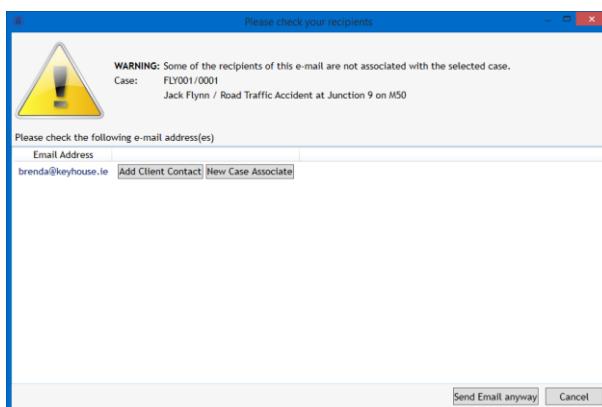 Please check your recipients
WARNING: Some of the recipients of this e-mail are not associated with the selected case.
Case: FLY001/0001
Jack Flynn / Road Traffic Accident at Junction 9 on M50
Please check the following e-mail address(es)
Email Address
brenda@keyhouse.ie Add Client Contact New Case Associate
Send Email anyway Cancel